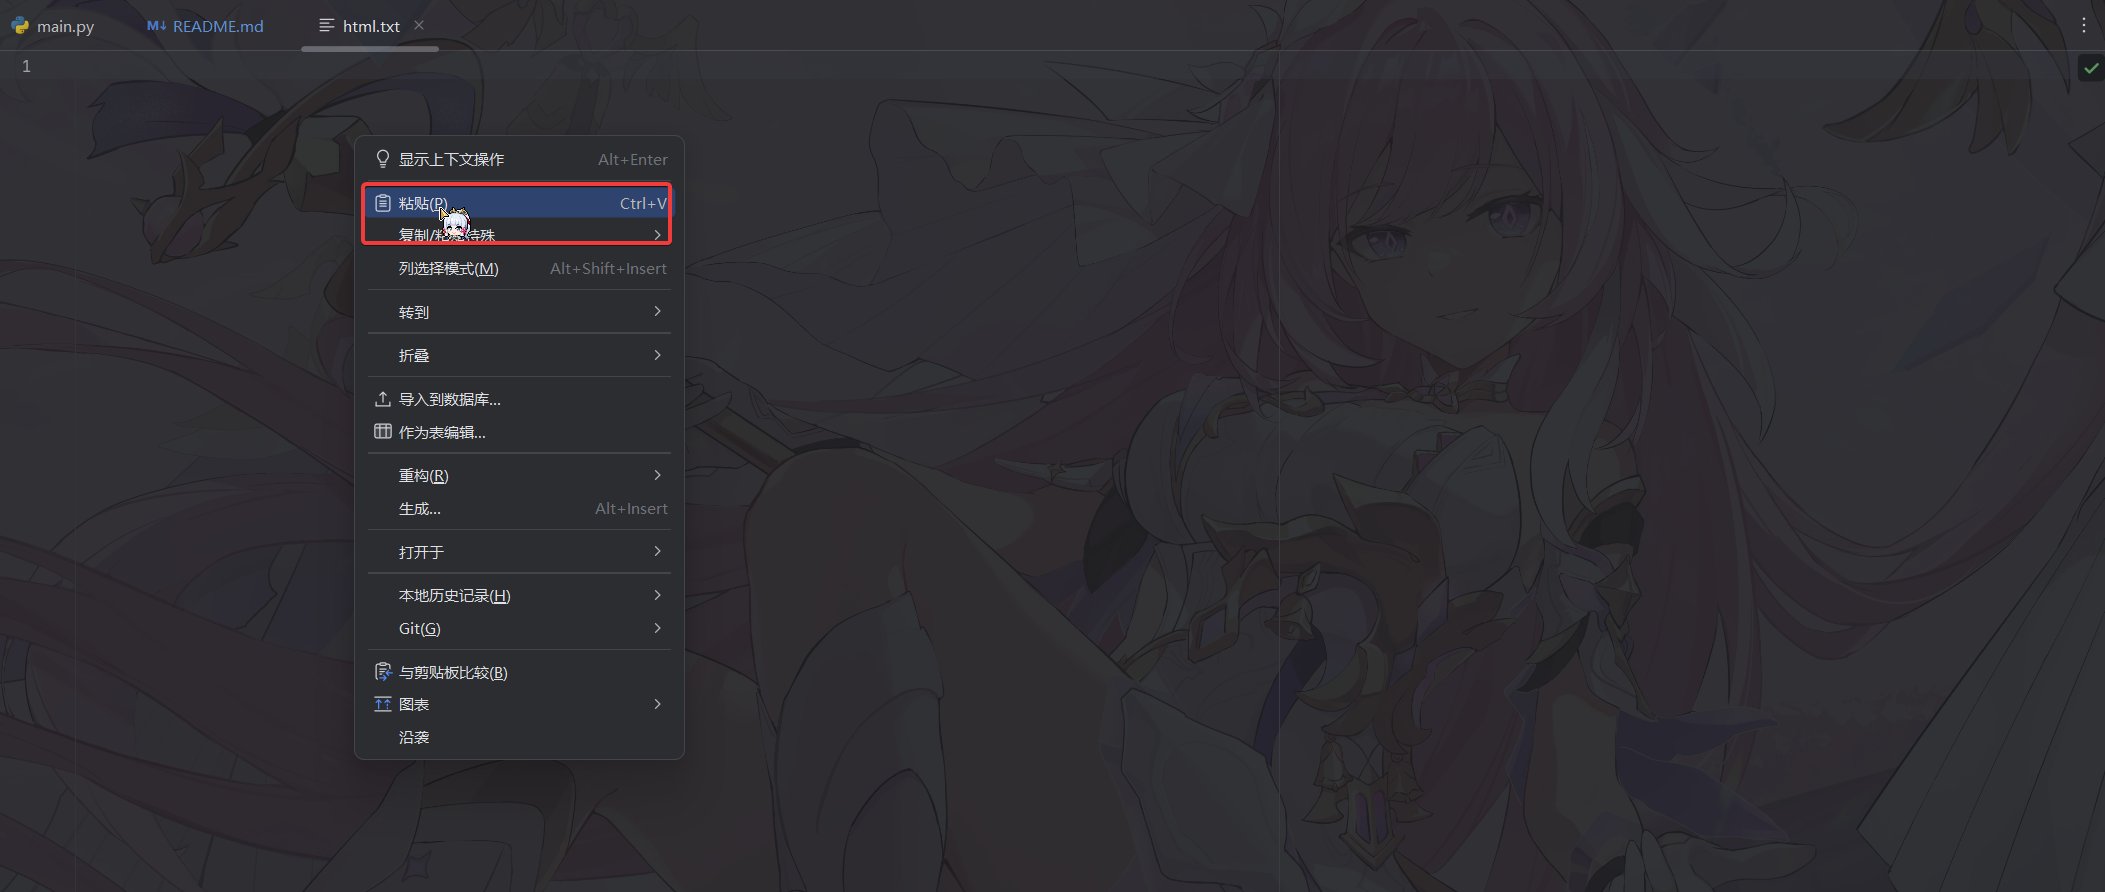 main.py
M↓ README.md
html.txt
1
显示上下文操作 Alt+Enter
粘贴(P) Ctrl+V
复制/粘贴特殊
列选择模式(M) Alt+Shift+Insert
转到
折叠
导入到数据库...
作为表编辑...
重构(R)
生成... Alt+Insert
打开于
本地历史记录(H)
Git(G)
与剪贴板比较(B)
图表
沿袭